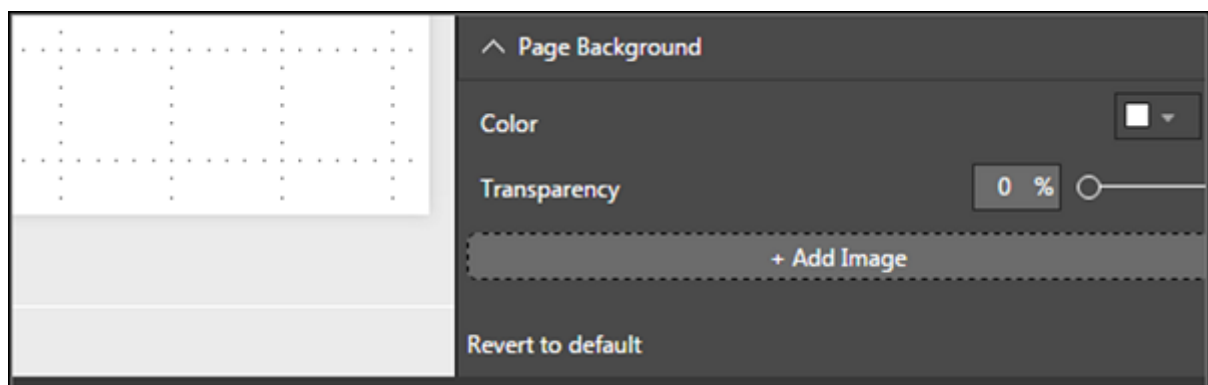 Page Background
Color
Transparency 0 %
+ Add Image
Revert to default